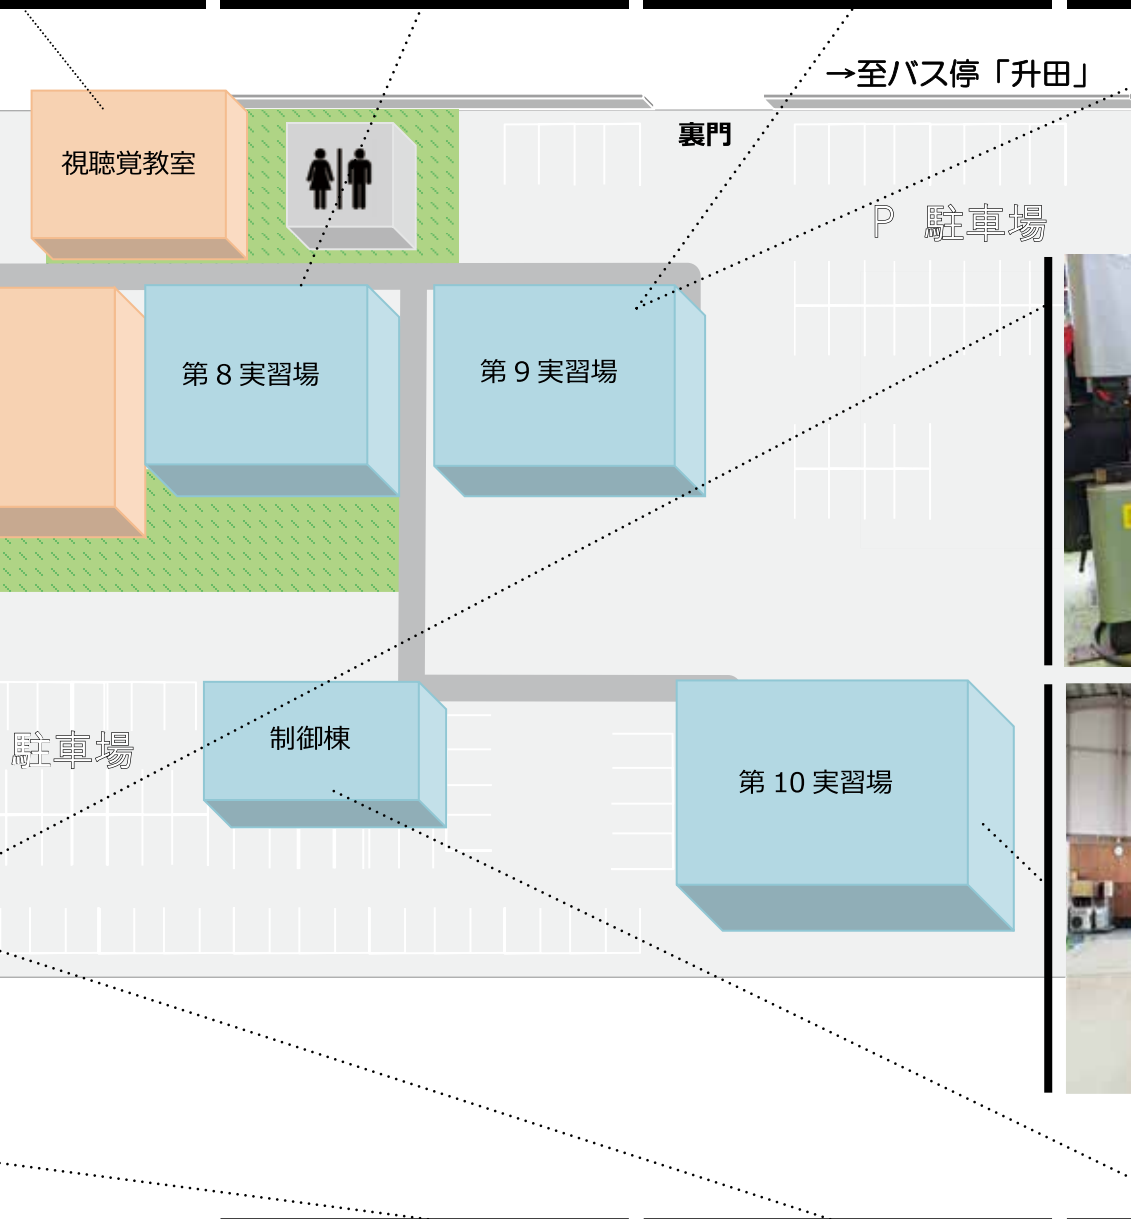 →至バス停「升田」
裏門
視聴覚教室
P 駐車場
第8実習場
第9実習場
制御棟
駐車場
第10実習場